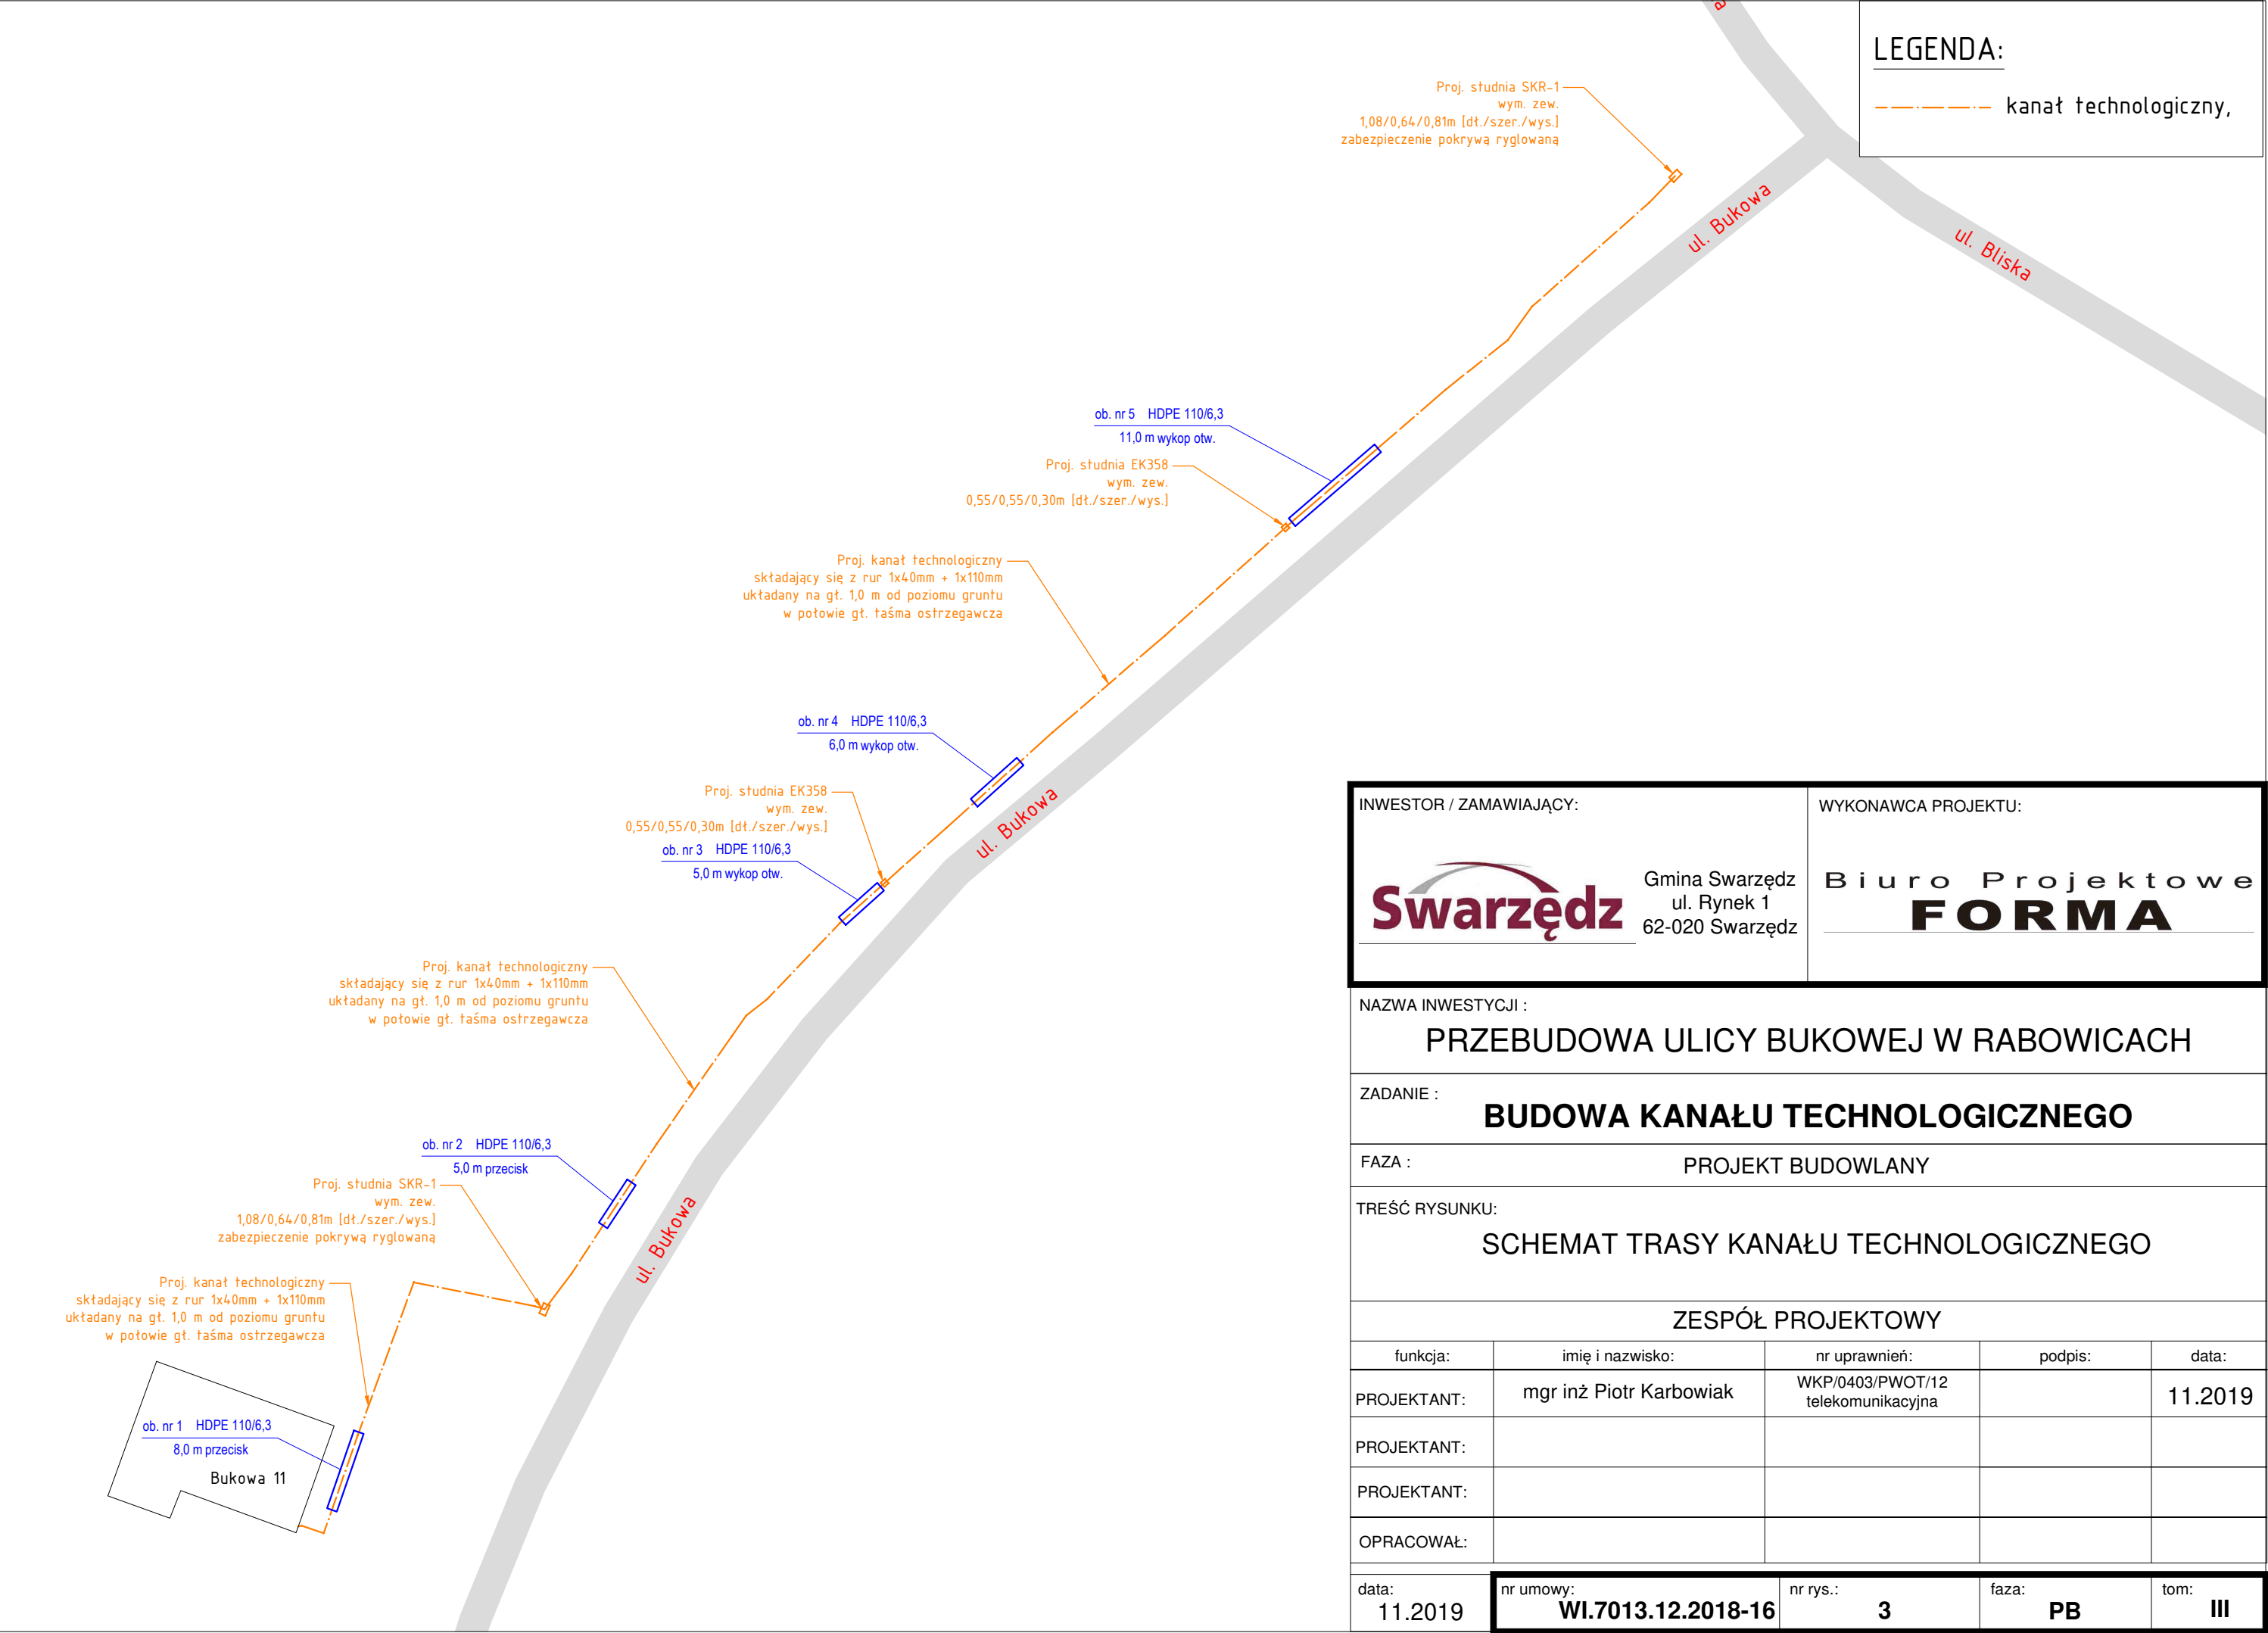 LEGENDA:
kanał technologiczny,
Proj. studnia SKR-1
wym. zew.
1,08/0,64/0,81m [dł./szer./wys.]
zabezpieczenie pokrywą ryglowaną
ul. Bukowa
ul. Bliska
ob. nr 5 HDPE 110/6,3
11,0 m wykop otw.
Proj. studnia EK358
wym. zew.
0,55/0,55/0,30m [dł./szer./wys.]
Proj. kanał technologiczny
składający się z rur 1x40mm + 1x110mm
układany na gł. 1,0 m od poziomu gruntu
w połowie gł. taśma ostrzegawcza
ob. nr 4 HDPE 110/6,3
6,0 m wykop otw.
Proj. studnia EK358
wym. zew.
0,55/0,55/0,30m [dł./szer./wys.]
ob. nr 3 HDPE 110/6,3
5,0 m wykop otw.
ul. Bukowa
Proj. kanał technologiczny
składający się z rur 1x40mm + 1x110mm
układany na gł. 1,0 m od poziomu gruntu
w połowie gł. taśma ostrzegawcza
ob. nr 2 HDPE 110/6,3
5,0 m przecisk
Proj. studnia SKR-1
wym. zew.
1,08/0,64/0,81m [dł./szer./wys.]
zabezpieczenie pokrywą ryglowaną
ul. Bukowa
Proj. kanał technologiczny
składający się z rur 1x40mm + 1x110mm
układany na gł. 1,0 m od poziomu gruntu
w połowie gł. taśma ostrzegawcza
ob. nr 1 HDPE 110/6,3
8,0 m przecisk
Bukowa 11
INWESTOR / ZAMAWIAJĄCY:
Swarzędz
Gmina Swarzędz
ul. Rynek 1
62-020 Swarzędz
WYKONAWCA PROJEKTU:
Biuro Projektowe
FORMA
NAZWA INWESTYCJI :
PRZEBUDOWA ULICY BUKOWEJ W RABOWICACH
ZADANIE :
BUDOWA KANAŁU TECHNOLOGICZNEGO
FAZA :
PROJEKT BUDOWLANY
TREŚĆ RYSUNKU:
SCHEMAT TRASY KANAŁU TECHNOLOGICZNEGO
ZESPÓŁ PROJEKTOWY
funkcja: imię i nazwisko: nr uprawnień: podpis: data:
PROJEKTANT: mgr inż Piotr Karbowiak WKP/0403/PWOT/12 11.2019
telekomunikacyjna
PROJEKTANT:
PROJEKTANT:
OPRACOWAŁ:
data: nr umowy: nr rys.: faza: tom:
11.2019 WI.7013.12.2018-16 3 PB III